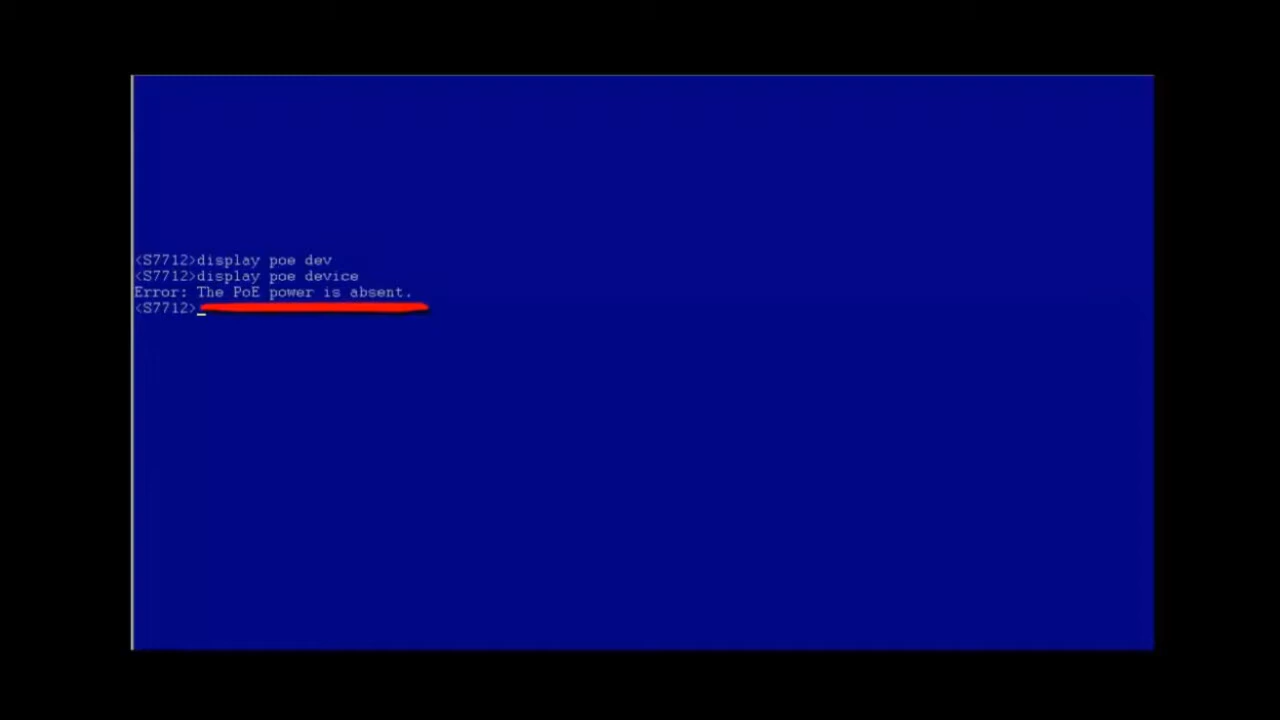 <S7712>display poe dev
<S7712>display poe device
Error: The PoE power is absent.
<S7712>